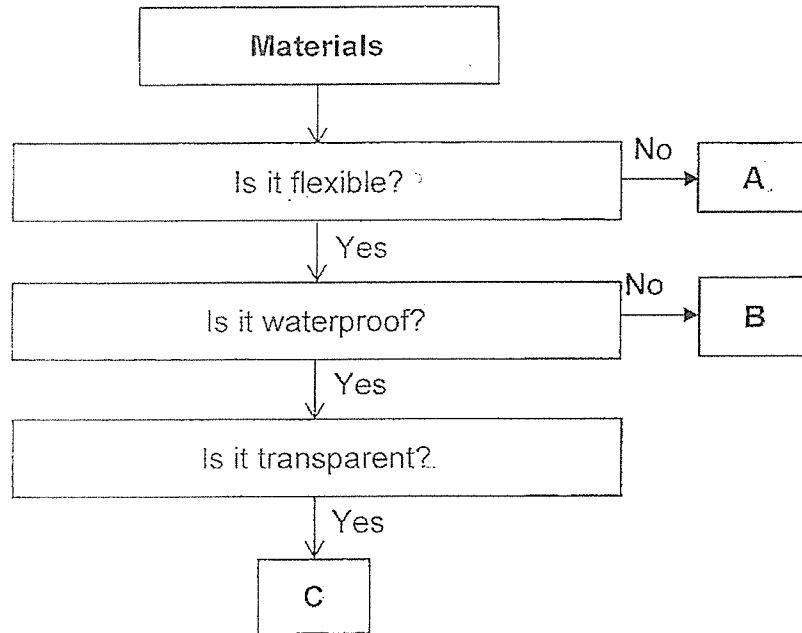 Materials
Is it flexible?
No
A
Yes
Is it waterproof?
No
B
Yes
Is it transparent?
Yes
C